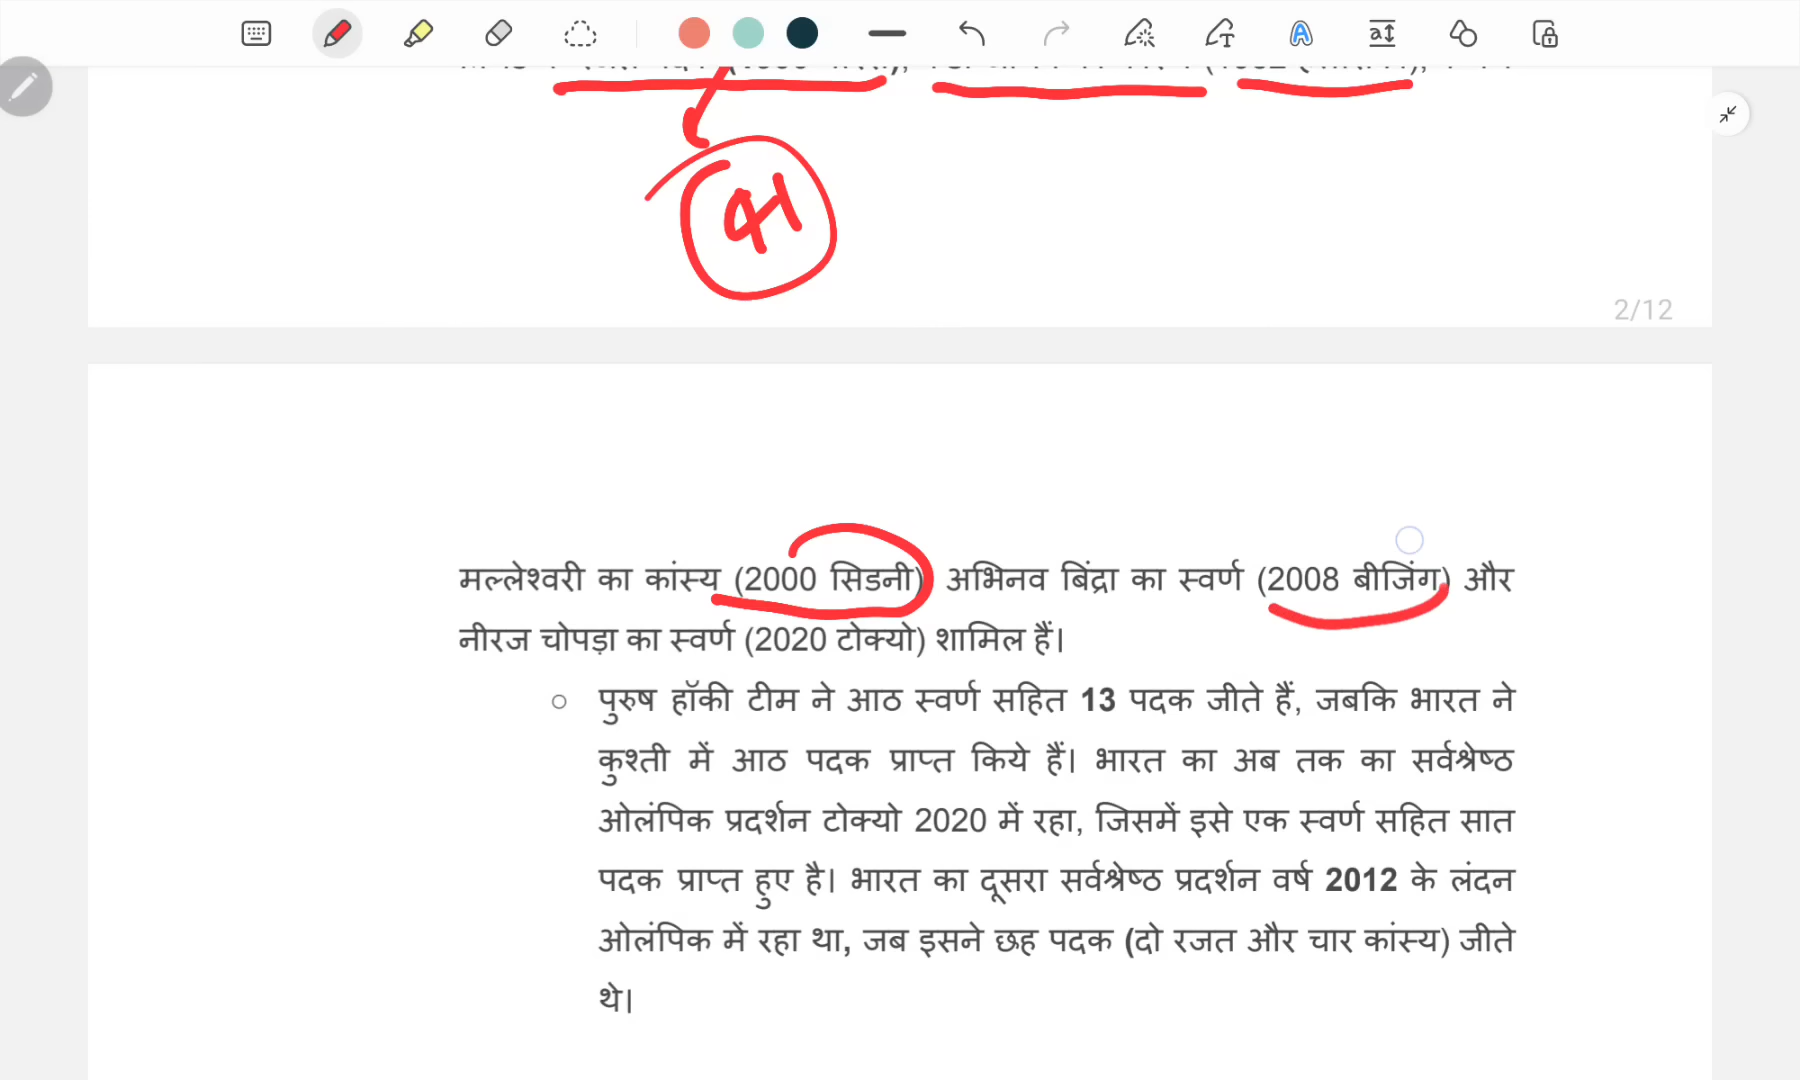 2/12
मल्लेश्वरी का कांस्य (2000 सिडनी) अभिनव बिंद्रा का स्वर्ण (2008 बीजिंग) और
नीरज चोपड़ा का स्वर्ण (2020 टोक्यो) शामिल हैं।
○ पुरुष हॉकी टीम ने आठ स्वर्ण सहित 13 पदक जीते हैं, जबकि भारत ने
कुश्ती में आठ पदक प्राप्त किये हैं। भारत का अब तक का सर्वश्रेष्ठ
ओलंपिक प्रदर्शन टोक्यो 2020 में रहा, जिसमें इसे एक स्वर्ण सहित सात
पदक प्राप्त हुए है। भारत का दूसरा सर्वश्रेष्ठ प्रदर्शन वर्ष 2012 के लंदन
ओलंपिक में रहा था, जब इसने छह पदक (दो रजत और चार कांस्य) जीते
थे।